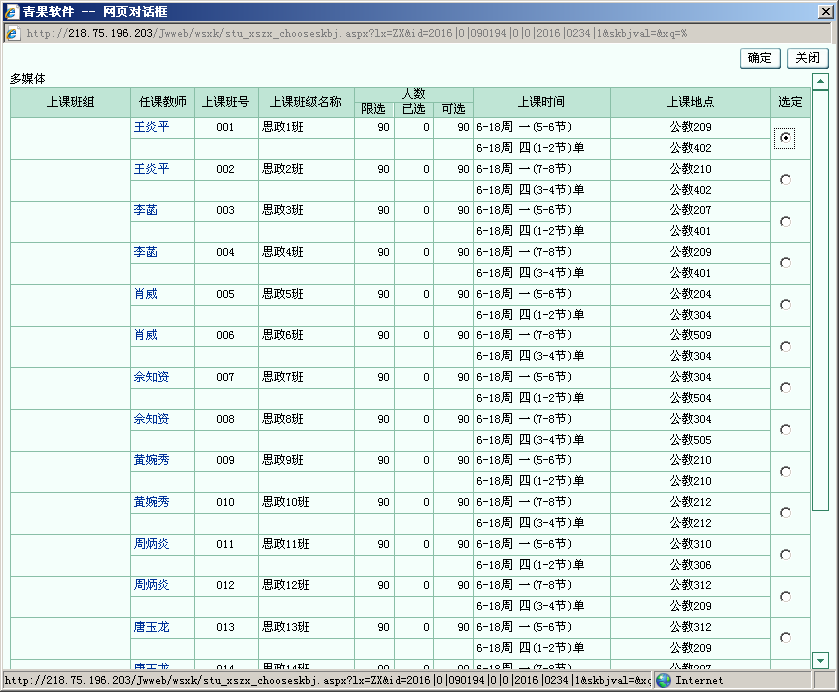 青果软件 -- 网页对话框
http://218.75.196.203/Jwweb/wsxk/stu_xszx_chooseskbj.aspx?lx=ZX&id=2016|0|090194|0|0|2016|0234|1&skbjval=&xq=%
确定 关闭
多媒体
上课班组 任课教师 上课班号 上课班级名称 人数 上课时间 上课地点 选定
限选 已选 可选
王炎平 001 思政1班 90 0 90 6-18周 一(5-6节) 公教209
6-18周 四(1-2节)单 公教402
王炎平 002 思政2班 90 0 90 6-18周 一(7-8节) 公教210
6-18周 四(3-4节)单 公教402
李菡 003 思政3班 90 0 90 6-18周 一(5-6节) 公教207
6-18周 四(1-2节)单 公教401
李菡 004 思政4班 90 0 90 6-18周 一(7-8节) 公教209
6-18周 四(3-4节)单 公教401
肖威 005 思政5班 90 0 90 6-18周 一(5-6节) 公教204
6-18周 四(1-2节)单 公教304
肖威 006 思政6班 90 0 90 6-18周 一(7-8节) 公教509
6-18周 四(3-4节)单 公教304
佘知资 007 思政7班 90 0 90 6-18周 一(5-6节) 公教304
6-18周 四(1-2节)单 公教504
佘知资 008 思政8班 90 0 90 6-18周 一(7-8节) 公教304
6-18周 四(3-4节)单 公教505
黄婉秀 009 思政9班 90 0 90 6-18周 一(5-6节) 公教210
6-18周 四(1-2节)单 公教210
黄婉秀 010 思政10班 90 0 90 6-18周 一(7-8节) 公教212
6-18周 四(3-4节)单 公教212
周炳炎 011 思政11班 90 0 90 6-18周 一(5-6节) 公教310
6-18周 四(1-2节)单 公教306
周炳炎 012 思政12班 90 0 90 6-18周 一(7-8节) 公教312
6-18周 四(3-4节)单 公教209
唐玉龙 013 思政13班 90 0 90 6-18周 一(5-6节) 公教312
6-18周 四(1-2节)单 公教209
唐玉龙 014 思政14班 90 0 90 6-18周 一(7-8节) 公教207
http://218.75.196.203/Jwweb/wsxk/stu_xszx_chooseskbj.aspx?lx=ZX&id=2016|0|090194|0|0|2016|0234|1&skbjval=&xq Internet